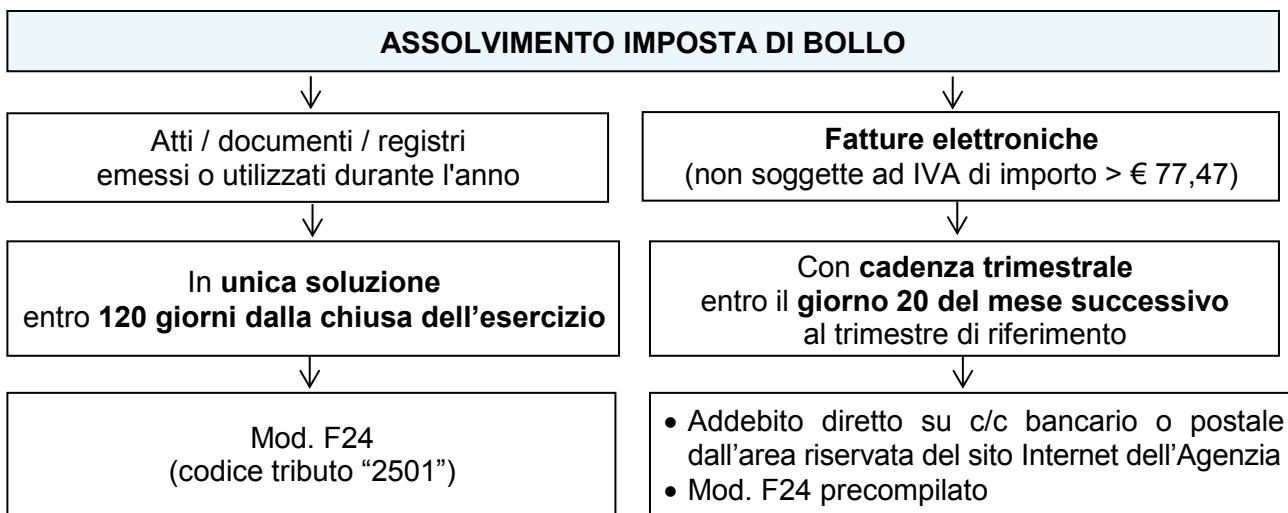 ASSOLVIMENTO IMPOSTA DI BOLLO
Atti / documenti / registri
emessi o utilizzati durante l'anno
In unica soluzione
entro 120 giorni dalla chiusa dell’esercizio
Mod. F24
(codice tributo “2501”)
Fatture elettroniche
(non soggette ad IVA di importo > € 77,47)
Con cadenza trimestrale
entro il giorno 20 del mese successivo
al trimestre di riferimento
• Addebito diretto su c/c bancario o postale
dall’area riservata del sito Internet dell’Agenzia
• Mod. F24 precompilato